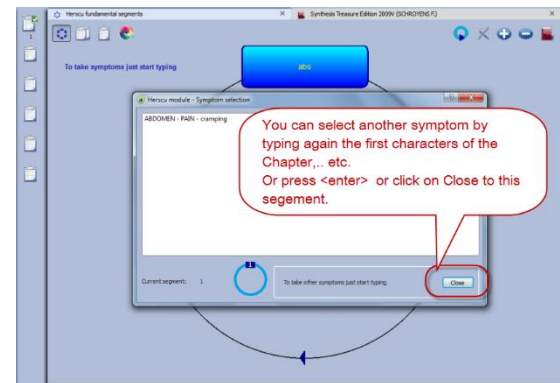 Herscu fundamental segments
Synthesis Treasure Edition 2009N {SCHROYENS F.}
1
To take symptoms just start typing
abs
Herscu module - Symptom selection
ABDOMEN - PAIN - cramping
You can select another symptom by
typing again the first characters of the
Chapter,.. etc.
Or press <enter> or click on Close to this
segement.
Current segment: 1
1
To take other symptoms just start typing
Close